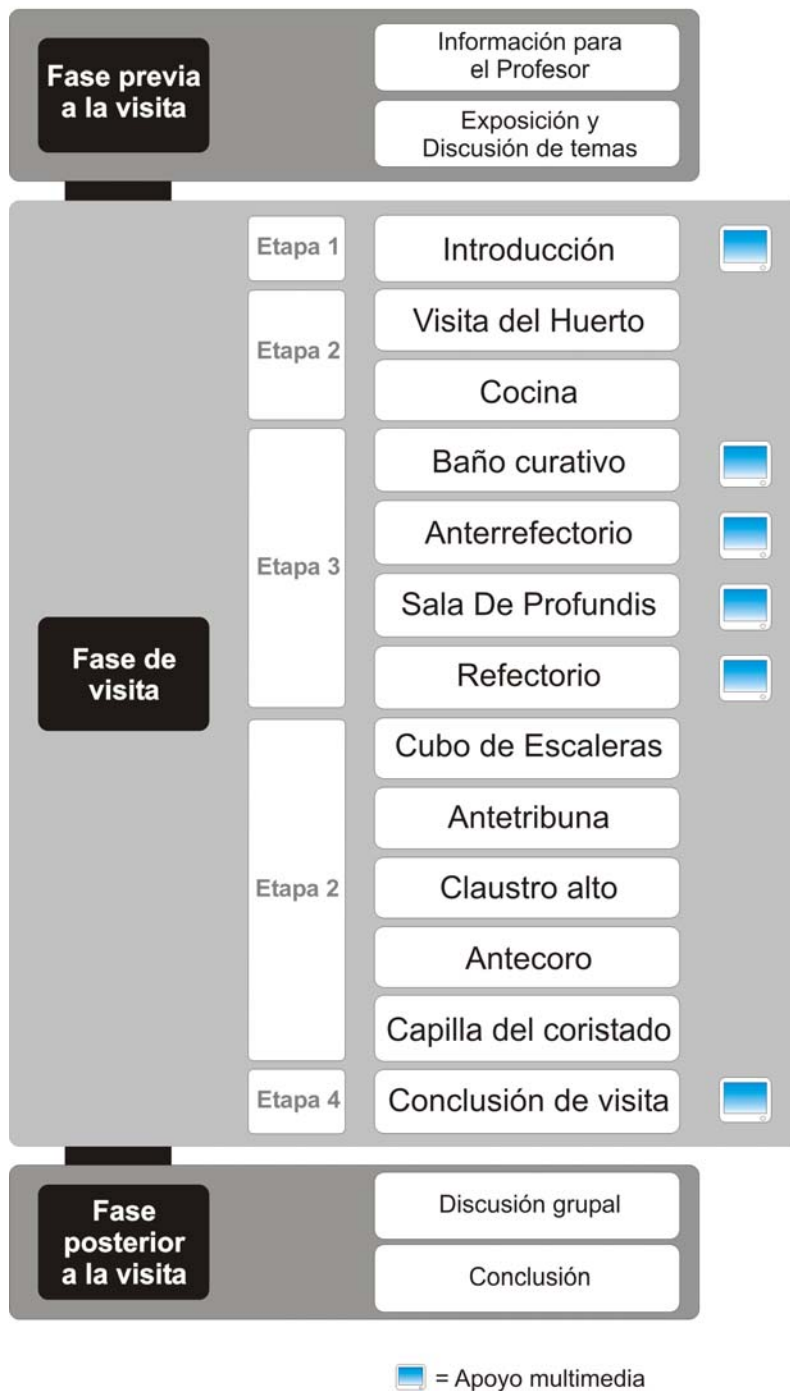 Fase previa
a la visita
Información para
el Profesor
Exposición y
Discusión de temas
Fase de
visita
Etapa 1
Introducción
Etapa 2
Visita del Huerto
Cocina
Etapa 3
Baño curativo
Anterrefectorio
Sala De Profundis
Refectorio
Etapa 2
Cubo de Escaleras
Antetribuna
Claustro alto
Antecoro
Capilla del coristado
Etapa 4
Conclusión de visita
Fase
posterior
a la visita
Discusión grupal
Conclusión
= Apoyo multimedia